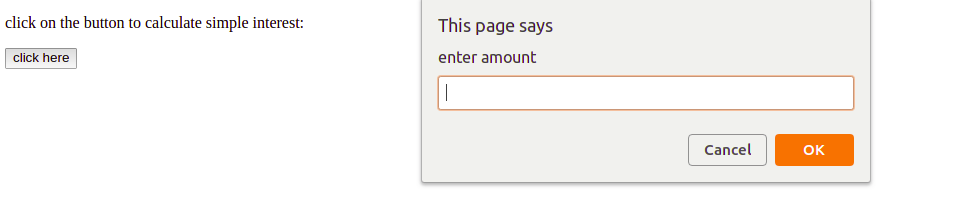 click on the button to calculate simple interest:
click here
This page says
enter amount
Cancel
OK